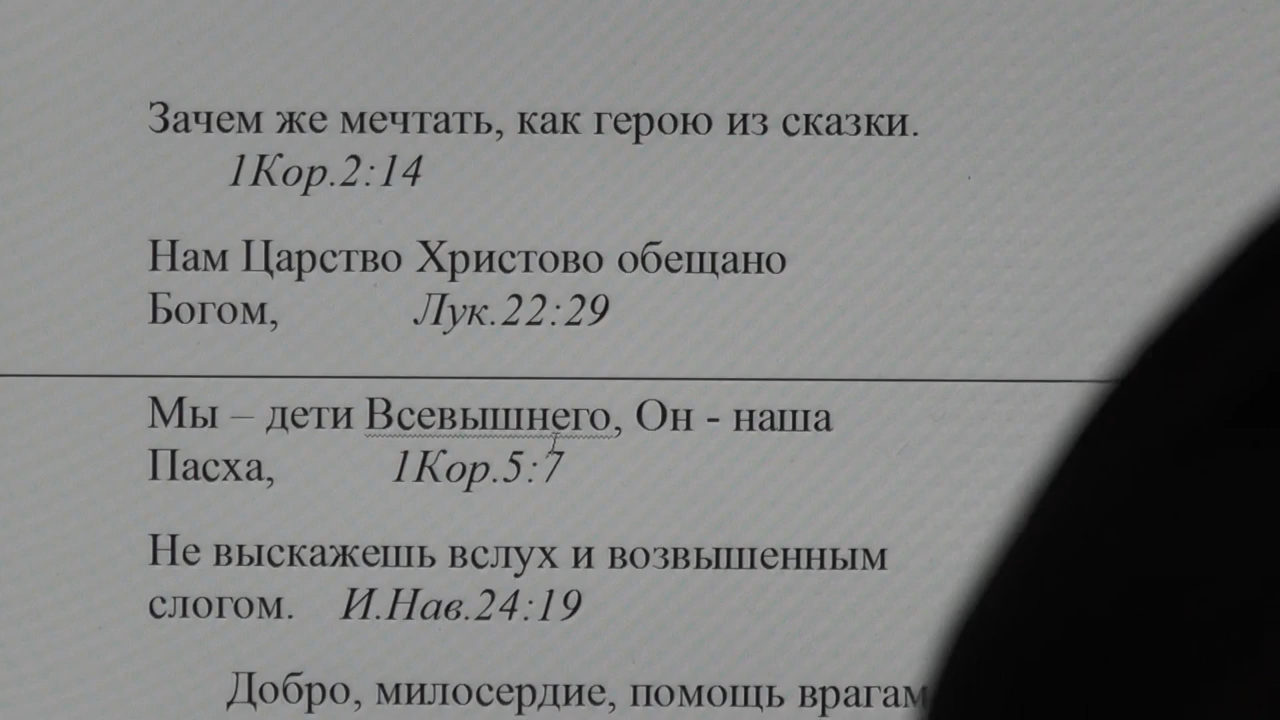 Зачем же мечтать, как герою из сказки.
1Кор.2:14
Нам Царство Христово обещано
Богом, Лук.22:29
Мы – дети Всевышнего, Он - наша
Пасха, 1Кор.5:7
Не выскажешь вслух и возвышенным
слогом. И.Нав.24:19
Добро, милосердие, помощь врагам